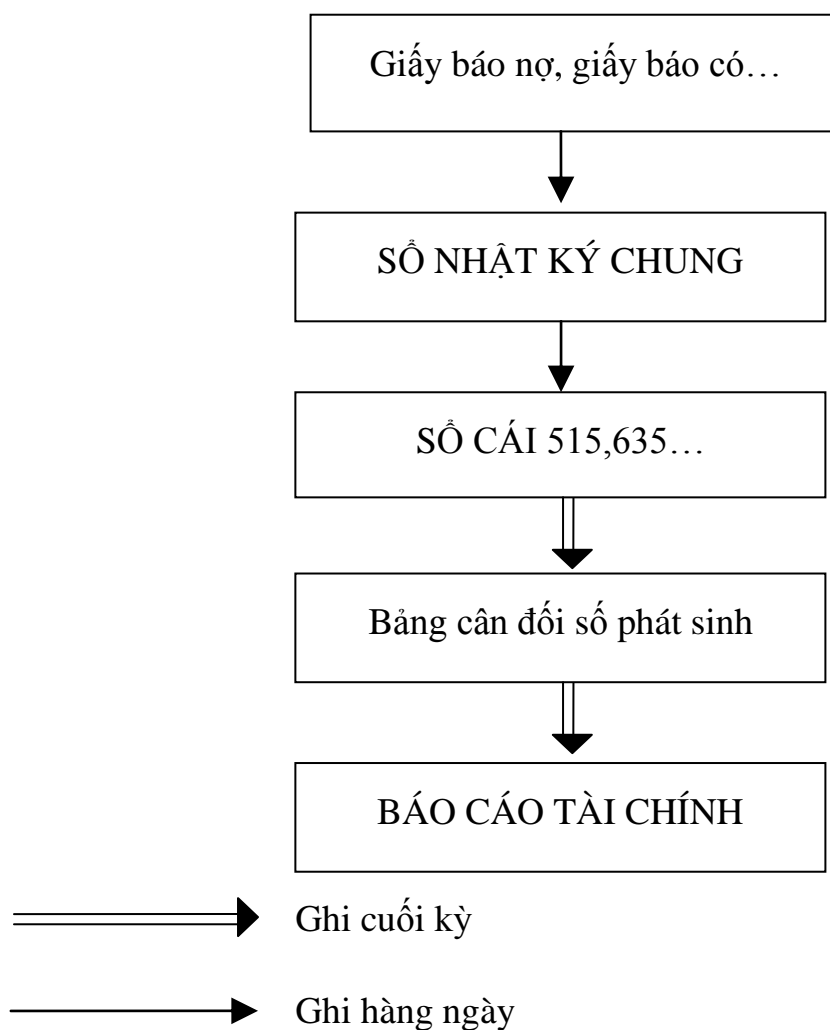 Giấy báo nợ, giấy báo có…
SỔ NHẬT KÝ CHUNG
SỔ CÁI 515,635…
Bảng cân đối số phát sinh
BÁO CÁO TÀI CHÍNH
Ghi cuối kỳ
Ghi hàng ngày